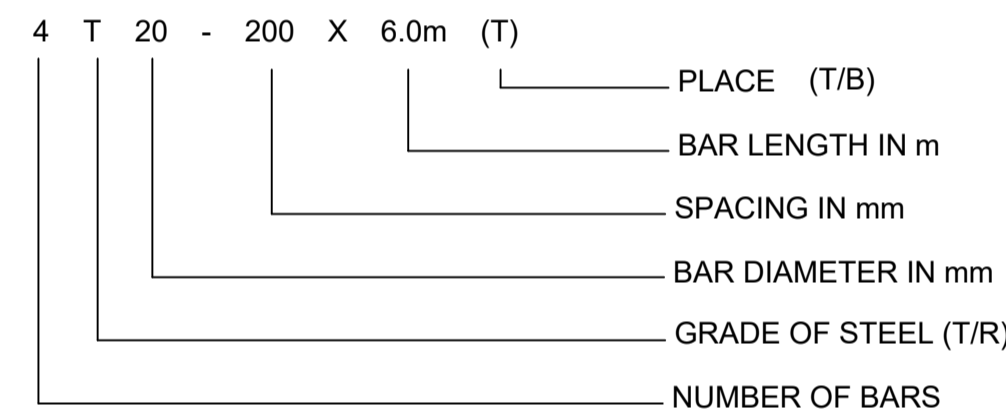 4 T 20 - 200 X 6.0m (T)
PLACE (T/B)
BAR LENGTH IN m
SPACING IN mm
BAR DIAMETER IN mm
GRADE OF STEEL (T/R)
NUMBER OF BARS